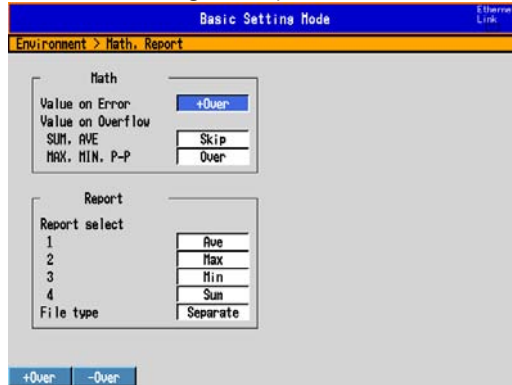 Basic Setting Mode
Etherne
Link
Environment > Math, Report
Math
Value on Error +Over
Value on Overflow
SUM, AVE Skip
MAX, MIN, P-P Over
Report
Report select
1 Ave
2 Max
3 Min
4 Sum
File type Separate
+Over -Over